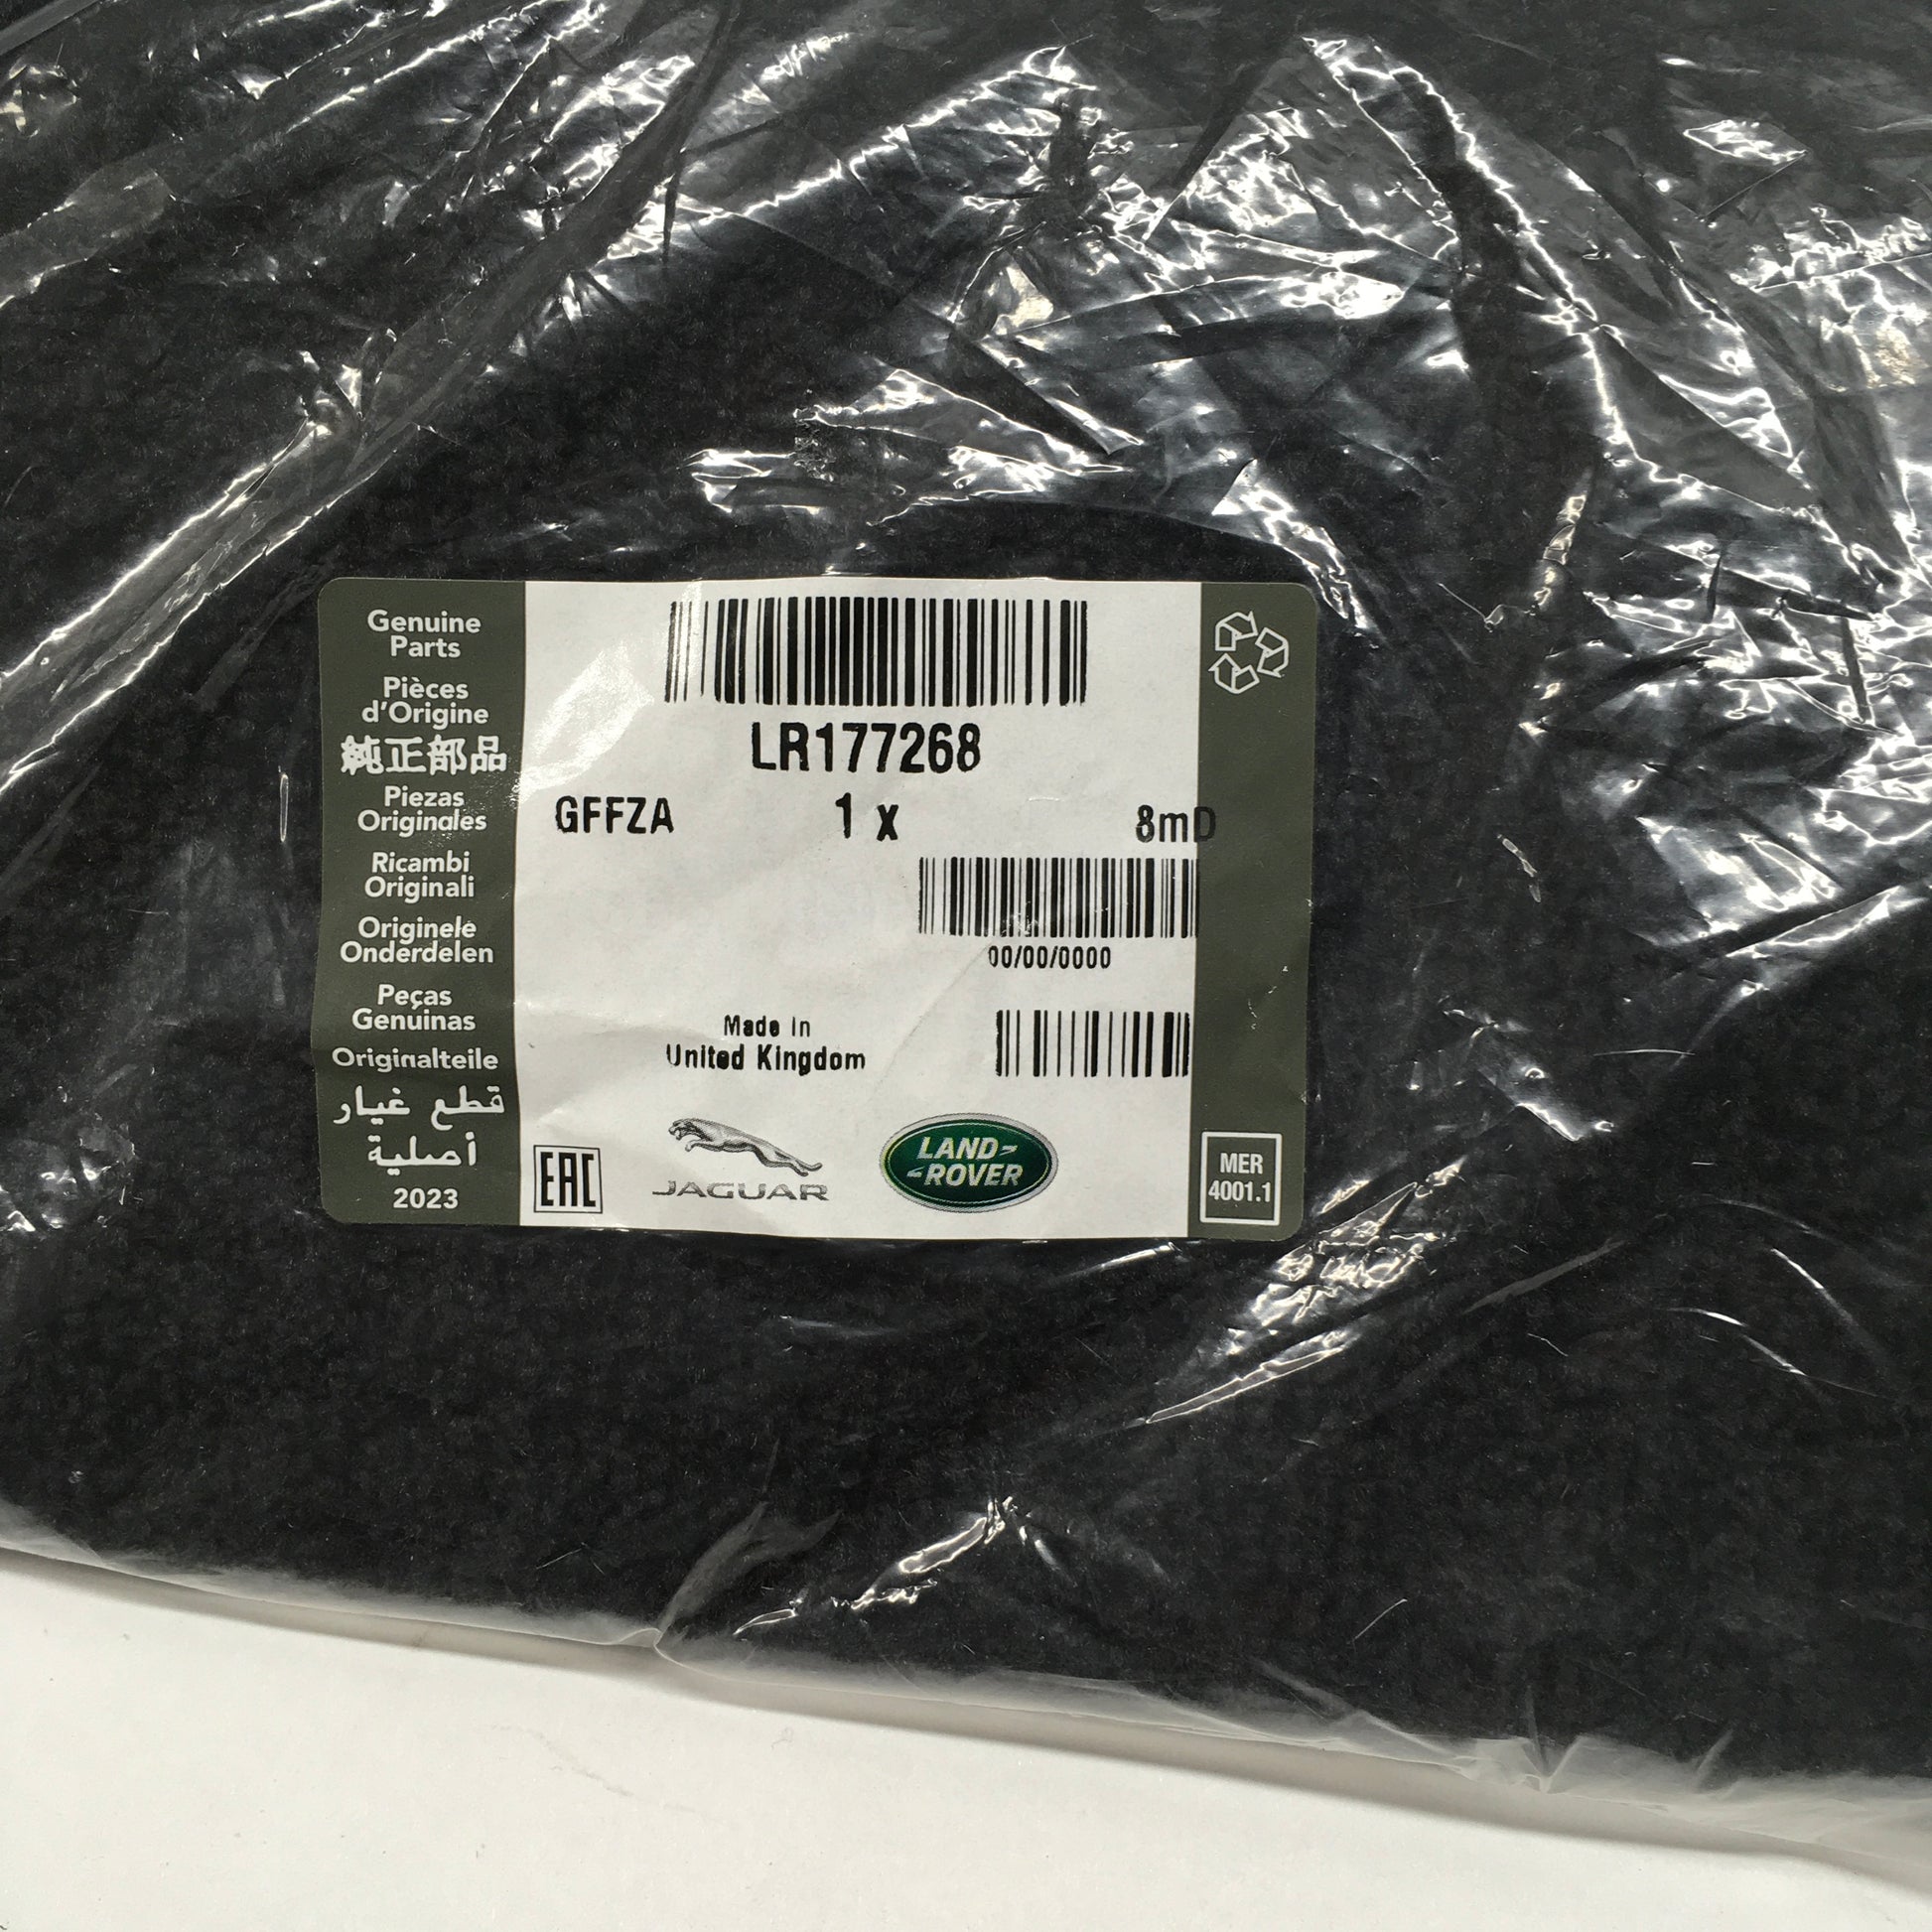 Genuine
Parts
Pièces
d'Origine
純正部品
Piezas
Originales
Ricambi
Originali
Originele
Onderdelen
Peças
Genuínas
Originalteile
قطع غيار
أصلية
2023
LR177268
GFFZA 1 x 8mD
00/00/0000
Made in
United Kingdom
EAC
JAGUAR
LAND-
-ROVER
MER
4001.1